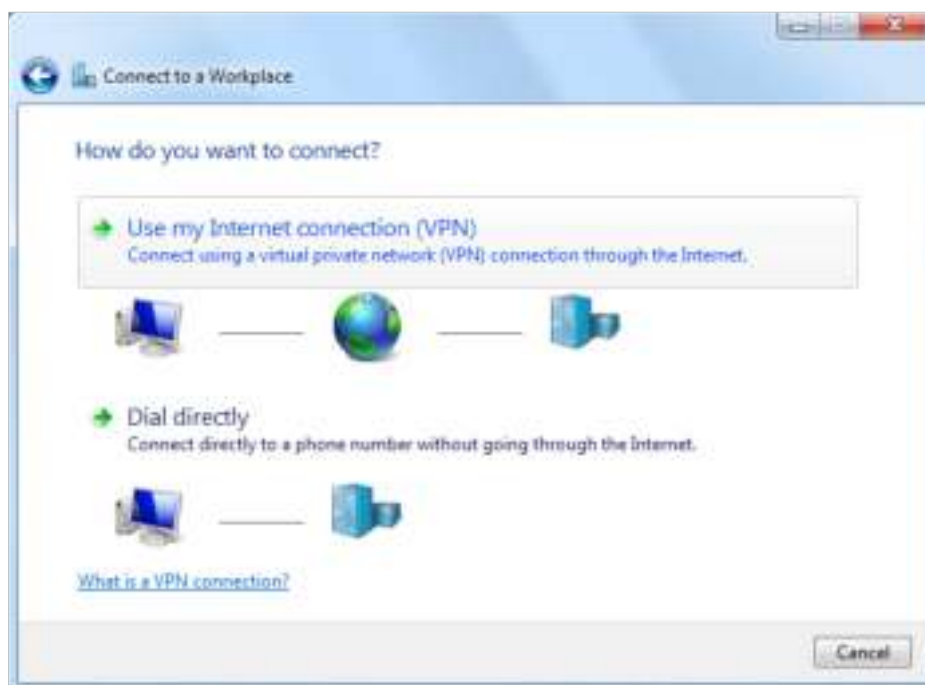 Connect to a Workplace
How do you want to connect?
Use my Internet connection (VPN)
Connect using a virtual private network (VPN) connection through the Internet.
Dial directly
Connect directly to a phone number without going through the Internet.
What is a VPN connection?
Cancel